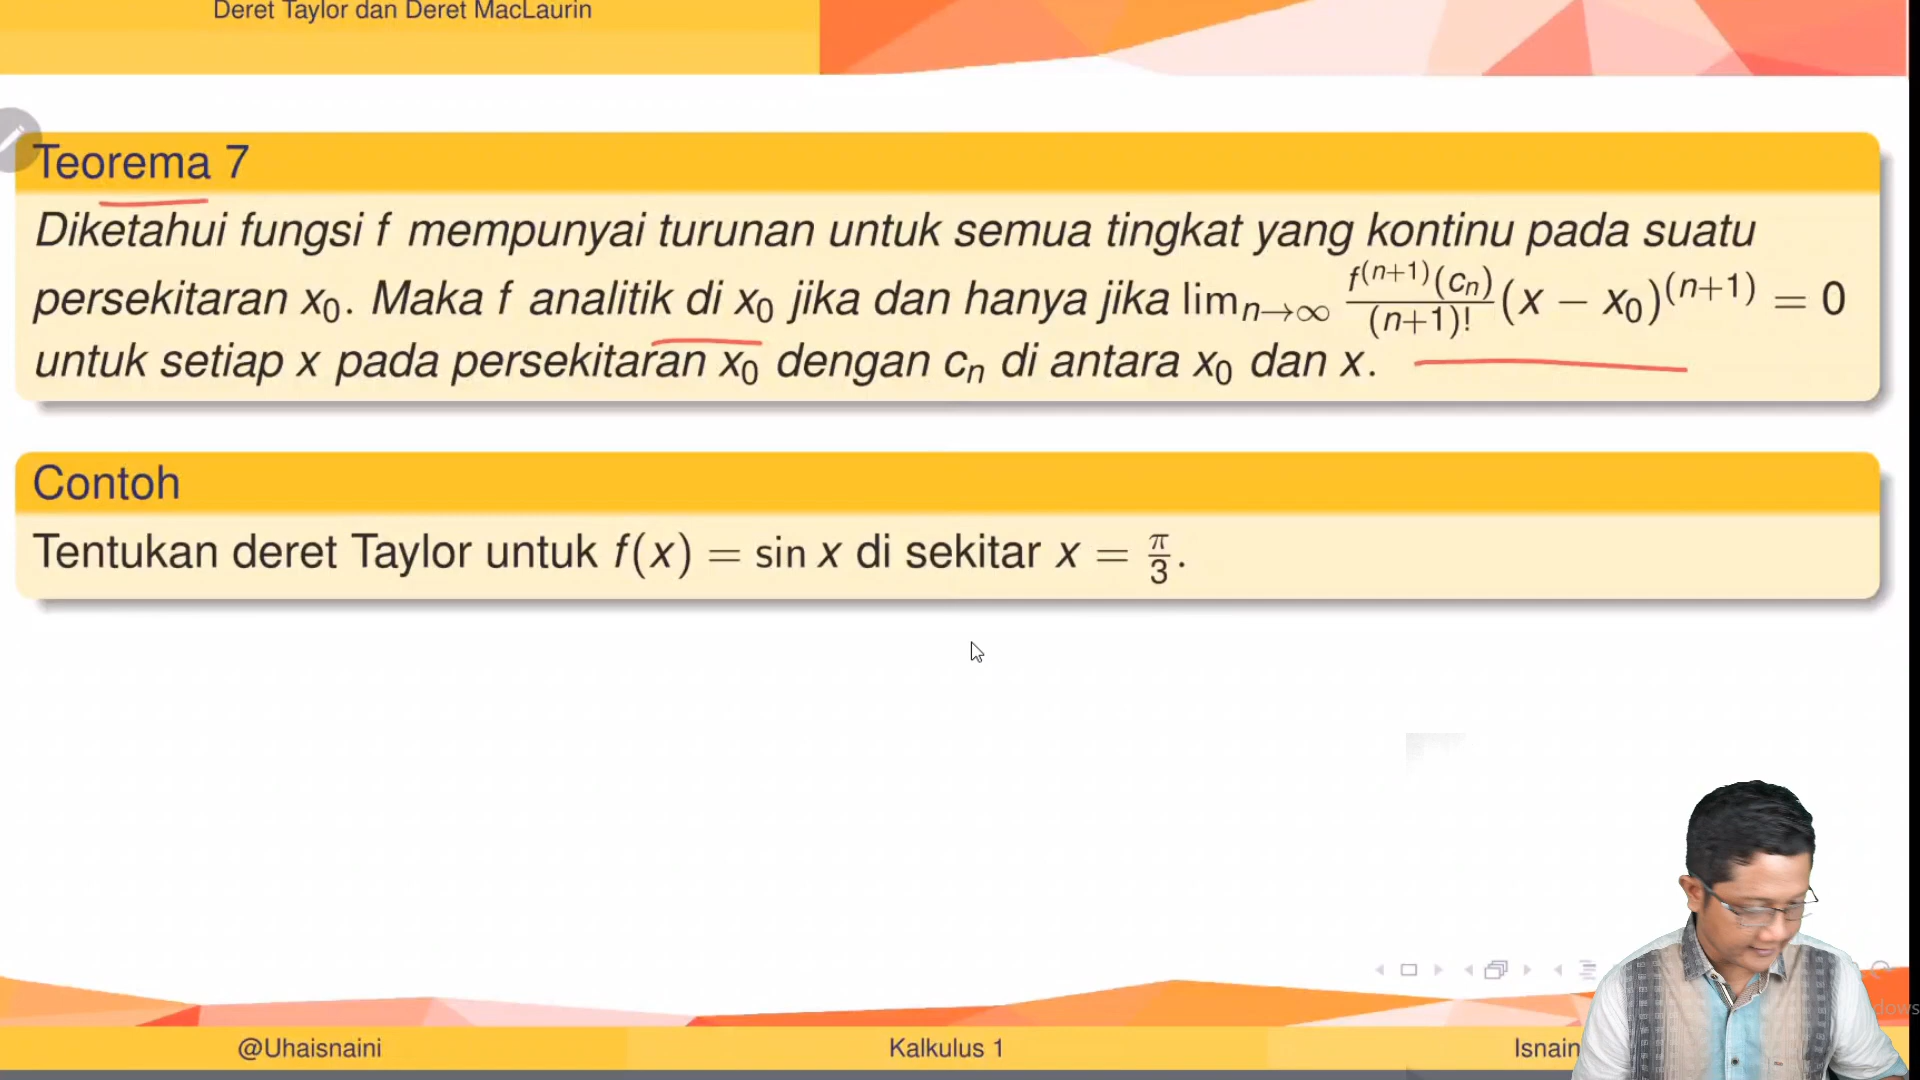 Deret Taylor dan Deret MacLaurin
Teorema 7
Diketahui fungsi f mempunyai turunan untuk semua tingkat yang kontinu pada suatu
persekitaran x₀. Maka f analitik di x₀ jika dan hanya jika limₙ→∞ f⁽ⁿ⁺¹⁾(cₙ)/(n+1)! (x − x₀)⁽ⁿ⁺¹⁾ = 0
untuk setiap x pada persekitaran x₀ dengan cₙ di antara x₀ dan x.
Contoh
Tentukan deret Taylor untuk f(x) = sin x di sekitar x = π/3.
@Uhaisnaini Kalkulus 1